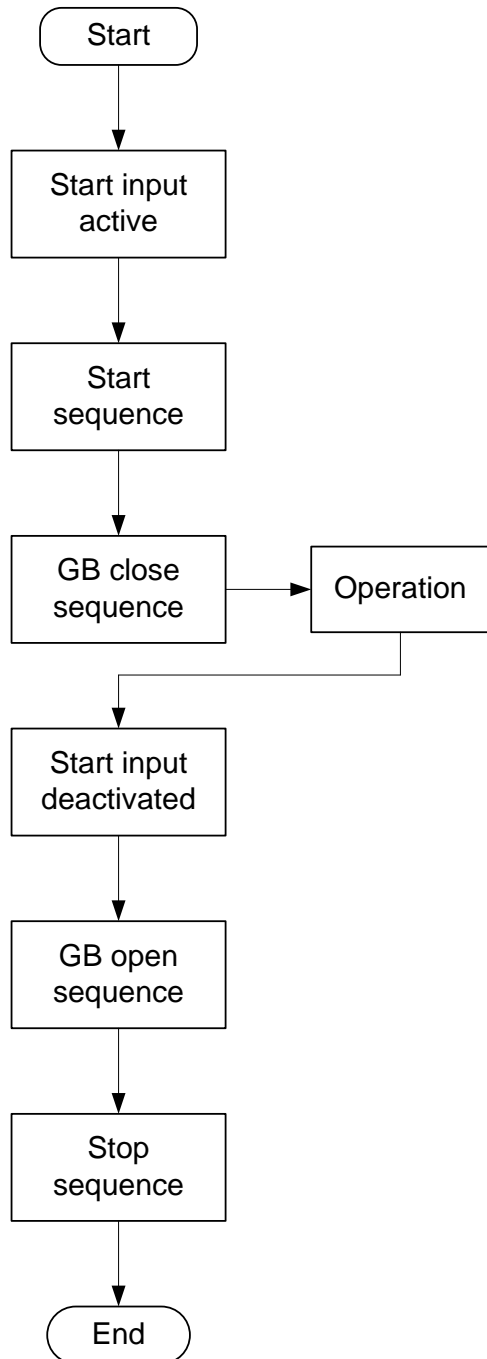 Start
Start input
active
Start
sequence
GB close
sequence
Operation
Start input
deactivated
GB open
sequence
Stop
sequence
End